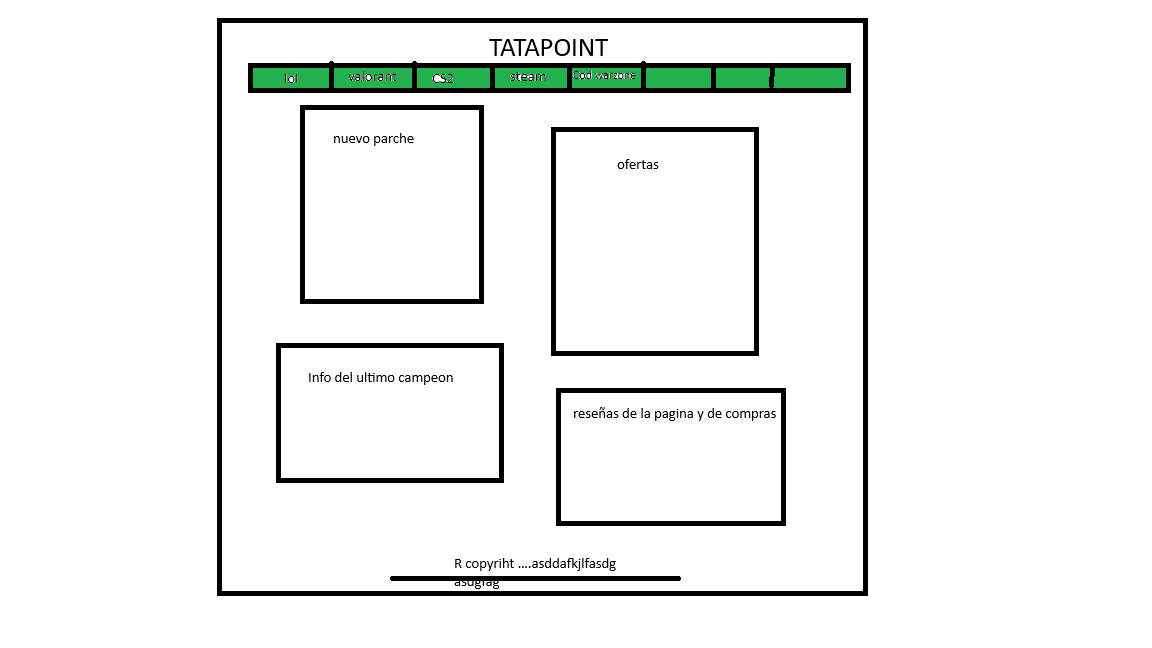 TATAPOINT
lol valorant CS2 steam Cod warzone
nuevo parche
ofertas
Info del ultimo campeon
reseñas de la pagina y de compras
R copyriht ....asddafkjlfasdg